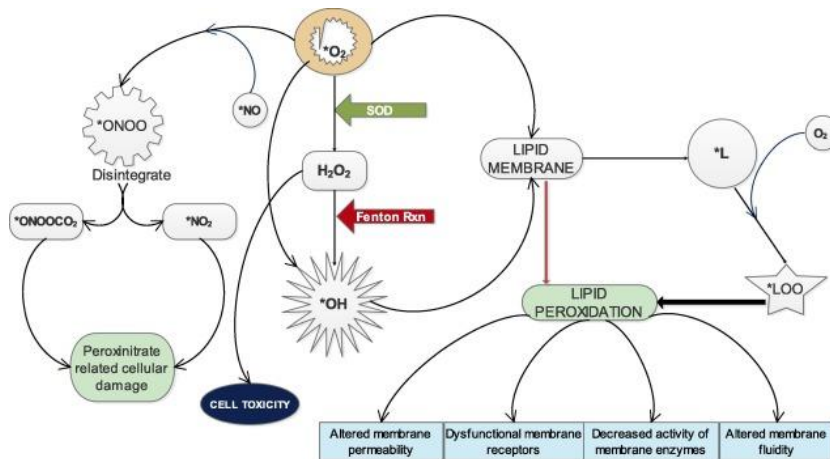 *O₂
*NO
SOD
*ONOO
Disintegrate
*ONOOCO₂
*NO₂
Peroxinitrate
related cellular
damage
H₂O₂
Fenton Rxn
*OH
CELL TOXICITY
LIPID
MEMBRANE
*L
O₂
*LOO
LIPID
PEROXIDATION
Altered membrane
permeability
Dysfunctional membrane
receptors
Decreased activity of
membrane enzymes
Altered membrane
fluidity